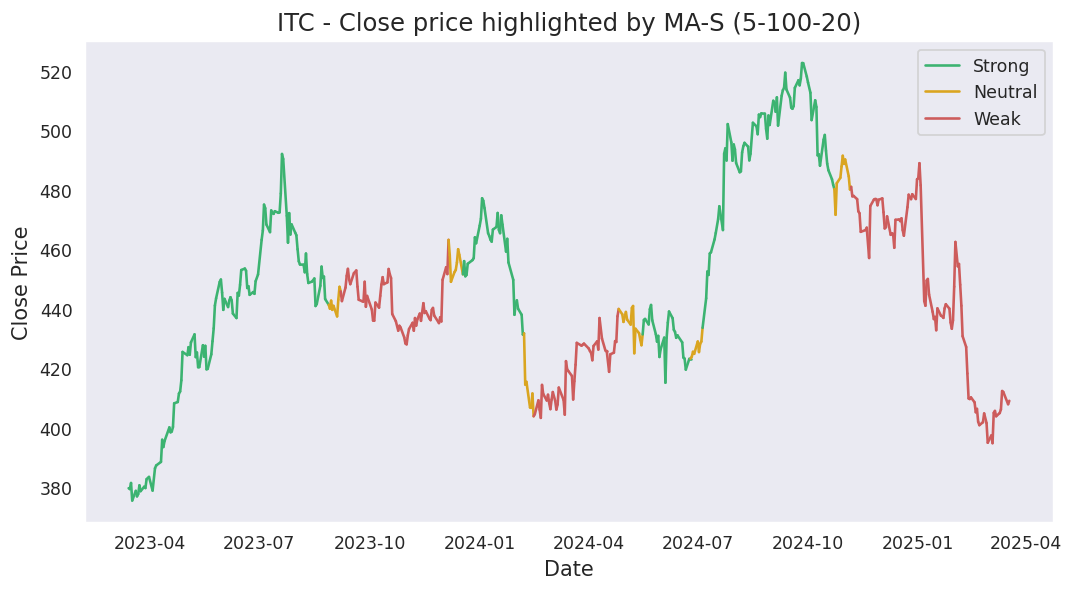 ITC - Close price highlighted by MA-S (5-100-20)
Strong
Neutral
Weak
Close Price
520
500
480
460
440
420
400
380
2023-04 2023-07 2023-10 2024-01 2024-04 2024-07 2024-10 2025-01 2025-04
Date